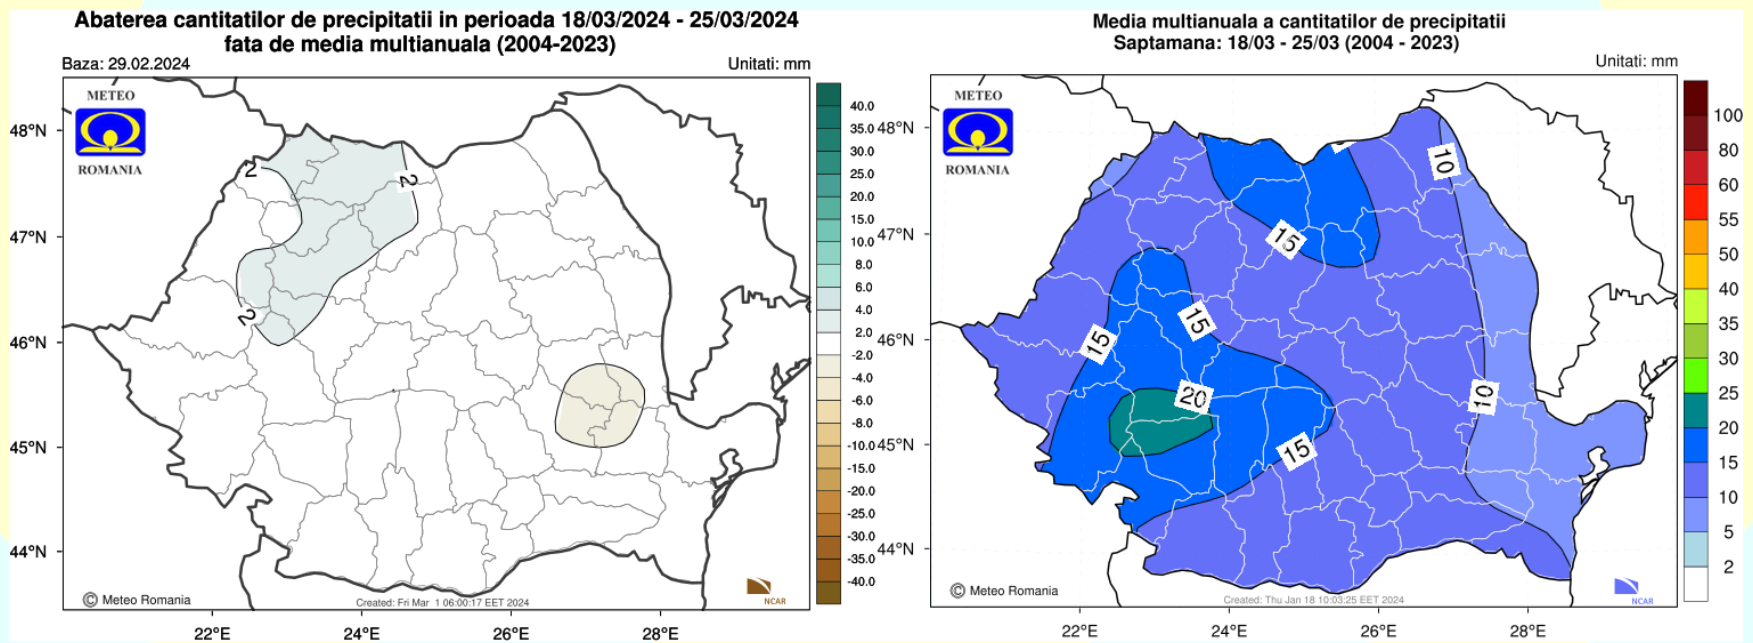 Abaterea cantitatilor de precipitatii in perioada 18/03/2024 - 25/03/2024
fata de media multianuala (2004-2023)
Baza: 29.02.2024
Unitati: mm
METEO
ROMANIA
48°N
47°N
46°N
45°N
44°N
2
2
2
40.0
35.0
30.0
25.0
20.0
15.0
10.0
8.0
6.0
4.0
2.0
-2.0
-4.0
-6.0
-8.0
-10.0
-15.0
-20.0
-25.0
-30.0
-35.0
-40.0
© Meteo Romania
Created: Fri Mar 1 06:00:17 EET 2024
NCAR
22°E
24°E
26°E
28°E
Media multianuala a cantitatilor de precipitatii
Saptamana: 18/03 - 25/03 (2004 - 2023)
Unitati: mm
METEO
ROMANIA
48°N
47°N
46°N
45°N
44°N
10
15
15
15
20
10
15
100
80
60
55
50
40
35
30
25
20
15
10
5
2
© Meteo Romania
Created: Thu Jan 18 10:03:25 EET 2024
NCAR
22°E
24°E
26°E
28°E